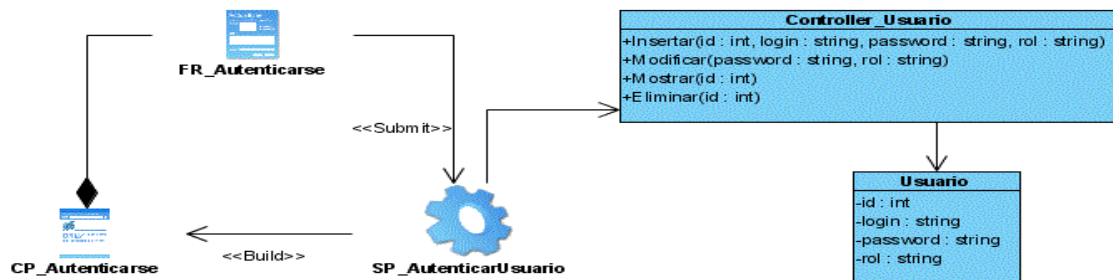 FR_Autenticarse
<<Submit>>
CP_Autenticarse
<<Build>>
SP_AutenticarUsuario
Controller_Usuario
+Insertar(id : int, login : string, password : string, rol : string)
+Modificar(password : string, rol : string)
+Mostrar(id : int)
+Eliminar(id : int)
Usuario
-id : int
-login : string
-password : string
-rol : string